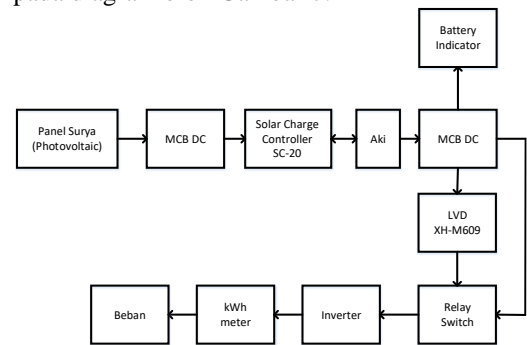 Battery
Indicator
Panel Surya
(Photovoltaic)
MCB DC
Solar Charge
Controller
SC-20
Aki
MCB DC
LVD
XH-M609
Beban
kWh
meter
Inverter
Relay
Switch